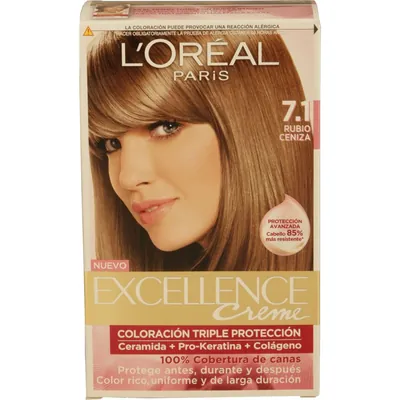 LA COLORACIÓN PUEDE PROVOCAR UNA REACCIÓN ALÉRGICA
L'ORÉAL
PARIS
7.1
RUBIO
CENIZA
PROTECCIÓN
AVANZADA
Cabello 85%
más resistente*
NUEVO
EXCELLENCE
Creme
COLORACIÓN TRIPLE PROTECCIÓN
Ceramida + Pro-Keratina + Colágeno
100% Cobertura de canas
Protege antes, durante y después
Color rico, uniforme y de larga duración